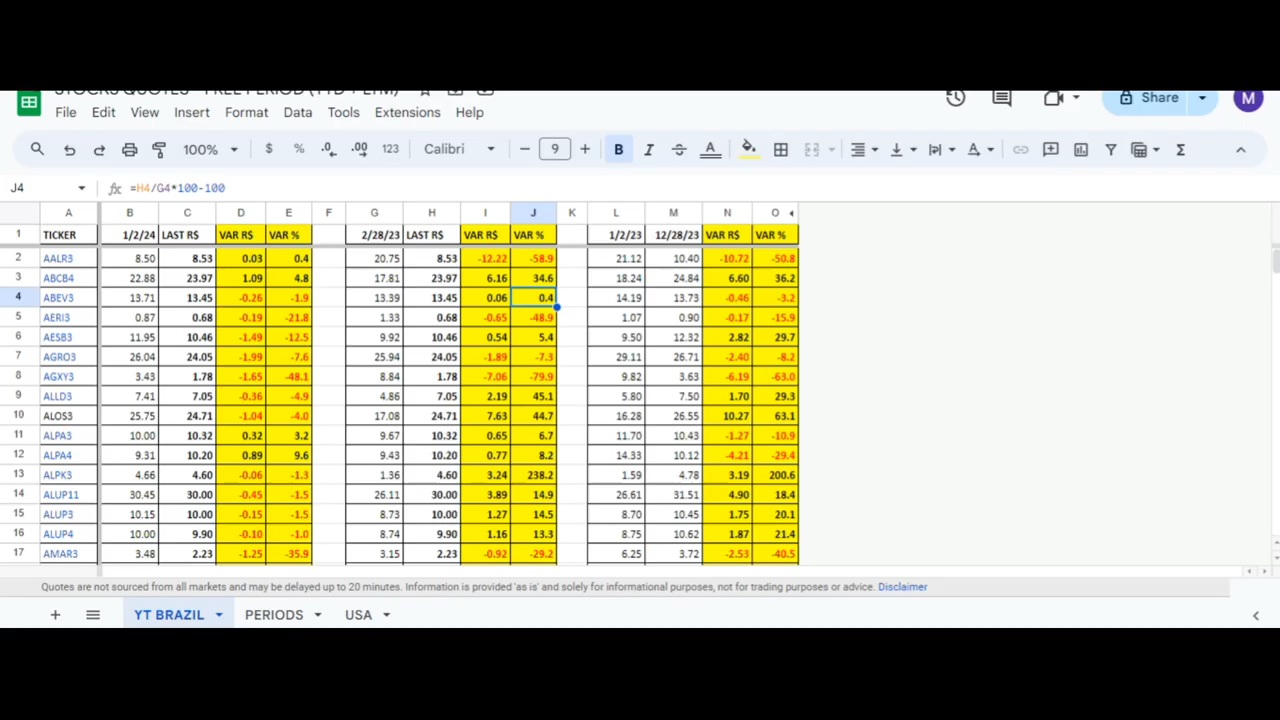 STOCKS QUOTES - FREE PERIOD (YTD + LTM)
File Edit View Insert Format Data Tools Extensions Help
Share M
100% $ % .0 .00 123 Calibri 9 B I S A Σ
J4 fx =H4/G4*100-100
A B C D E F G H I J K L M N O
1 TICKER 1/2/24 LAST R$ VAR R$ VAR % 2/28/23 LAST R$ VAR R$ VAR % 1/2/23 12/28/23 VAR R$ VAR %
2 AALR3 8.50 8.53 0.03 0.4 20.75 8.53 -12.22 -58.9 21.12 10.40 -10.72 -50.8
3 ABCB4 22.88 23.97 1.09 4.8 17.81 23.97 6.16 34.6 18.24 24.84 6.60 36.2
4 ABEV3 13.71 13.45 -0.26 -1.9 13.39 13.45 0.06 0.4 14.19 13.73 -0.46 -3.2
5 AERI3 0.87 0.68 -0.19 -21.8 1.33 0.68 -0.65 -48.9 1.07 0.90 -0.17 -15.9
6 AESB3 11.95 10.46 -1.49 -12.5 9.92 10.46 0.54 5.4 9.50 12.32 2.82 29.7
7 AGRO3 26.04 24.05 -1.99 -7.6 25.94 24.05 -1.89 -7.3 29.11 26.71 -2.40 -8.2
8 AGXY3 3.43 1.78 -1.65 -48.1 8.84 1.78 -7.06 -79.9 9.82 3.63 -6.19 -63.0
9 ALLD3 7.41 7.05 -0.36 -4.9 4.86 7.05 2.19 45.1 5.80 7.50 1.70 29.3
10 ALOS3 25.75 24.71 -1.04 -4.0 17.08 24.71 7.63 44.7 16.28 26.55 10.27 63.1
11 ALPA3 10.00 10.32 0.32 3.2 9.67 10.32 0.65 6.7 11.70 10.43 -1.27 -10.9
12 ALPA4 9.31 10.20 0.89 9.6 9.43 10.20 0.77 8.2 14.33 10.12 -4.21 -29.4
13 ALPK3 4.66 4.60 -0.06 -1.3 1.36 4.60 3.24 238.2 1.59 4.78 3.19 200.6
14 ALUP11 30.45 30.00 -0.45 -1.5 26.11 30.00 3.89 14.9 26.61 31.51 4.90 18.4
15 ALUP3 10.15 10.00 -0.15 -1.5 8.73 10.00 1.27 14.5 8.70 10.45 1.75 20.1
16 ALUP4 10.00 9.90 -0.10 -1.0 8.74 9.90 1.16 13.3 8.75 10.62 1.87 21.4
17 AMAR3 3.48 2.23 -1.25 -35.9 3.15 2.23 -0.92 -29.2 6.25 3.72 -2.53 -40.5
Quotes are not sourced from all markets and may be delayed up to 20 minutes. Information is provided 'as is' and solely for informational purposes, not for trading purposes or advice. Disclaimer
YT BRAZIL PERIODS USA